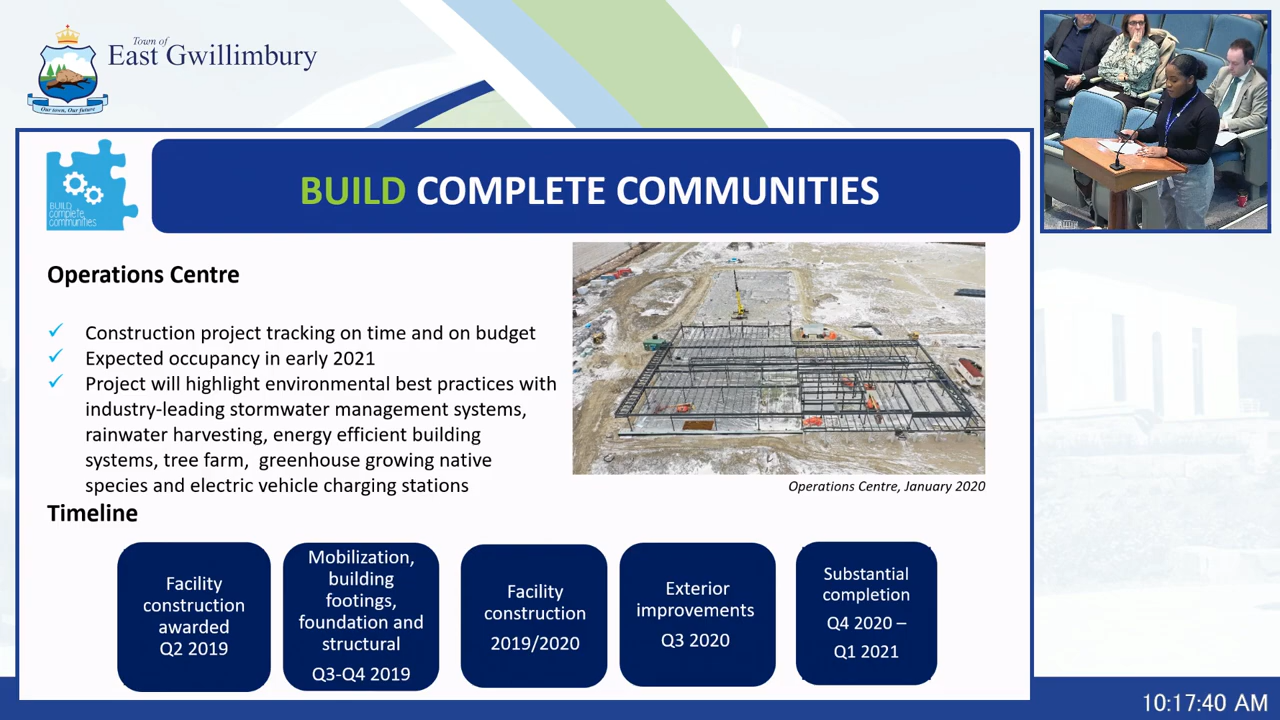 Town of
East Gwillimbury
Our town, Our future
BUILD
complete
communities
BUILD COMPLETE COMMUNITIES
Operations Centre
✓ Construction project tracking on time and on budget
✓ Expected occupancy in early 2021
✓ Project will highlight environmental best practices with
industry-leading stormwater management systems,
rainwater harvesting, energy efficient building
systems, tree farm, greenhouse growing native
species and electric vehicle charging stations
Operations Centre, January 2020
Timeline
Facility
construction
awarded
Q2 2019
Mobilization,
building
footings,
foundation and
structural
Q3-Q4 2019
Facility
construction
2019/2020
Exterior
improvements
Q3 2020
Substantial
completion
Q4 2020 –
Q1 2021
10:17:40 AM